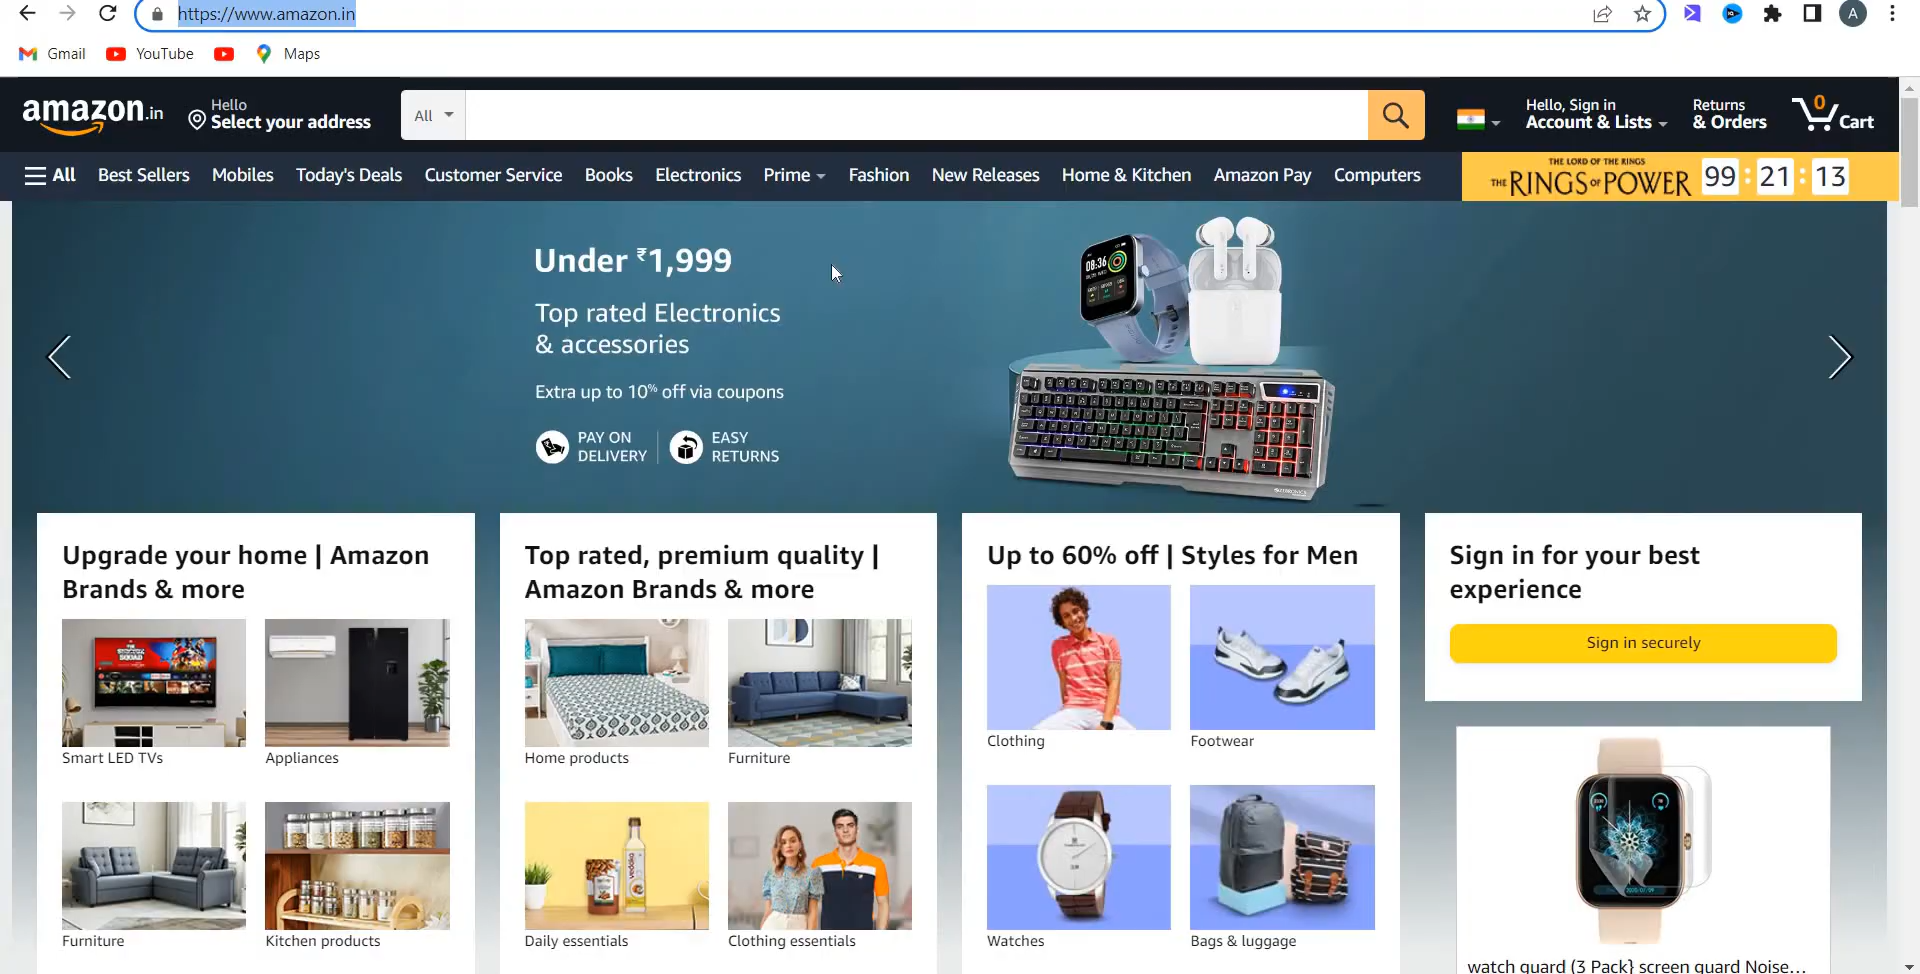 https://www.amazon.in
A
Gmail
YouTube
Maps
amazon.in
Hello
Select your address
All
Hello, Sign in
Account & Lists
Returns
& Orders
0
Cart
All
Best Sellers
Mobiles
Today's Deals
Customer Service
Books
Electronics
Prime
Fashion
New Releases
Home & Kitchen
Amazon Pay
Computers
THE LORD OF THE RINGS
THE RINGS OF POWER
99 : 21 : 13
Under ₹1,999
Top rated Electronics
& accessories
Extra up to 10% off via coupons
PAY ON
DELIVERY
EASY
RETURNS
08:36
Upgrade your home | Amazon
Brands & more
Smart LED TVs
Appliances
Furniture
Kitchen products
Top rated, premium quality |
Amazon Brands & more
Home products
Furniture
Daily essentials
Clothing essentials
Up to 60% off | Styles for Men
Clothing
Footwear
Watches
Bags & luggage
Sign in for your best
experience
Sign in securely
watch guard (3 Pack} screen guard Noise...